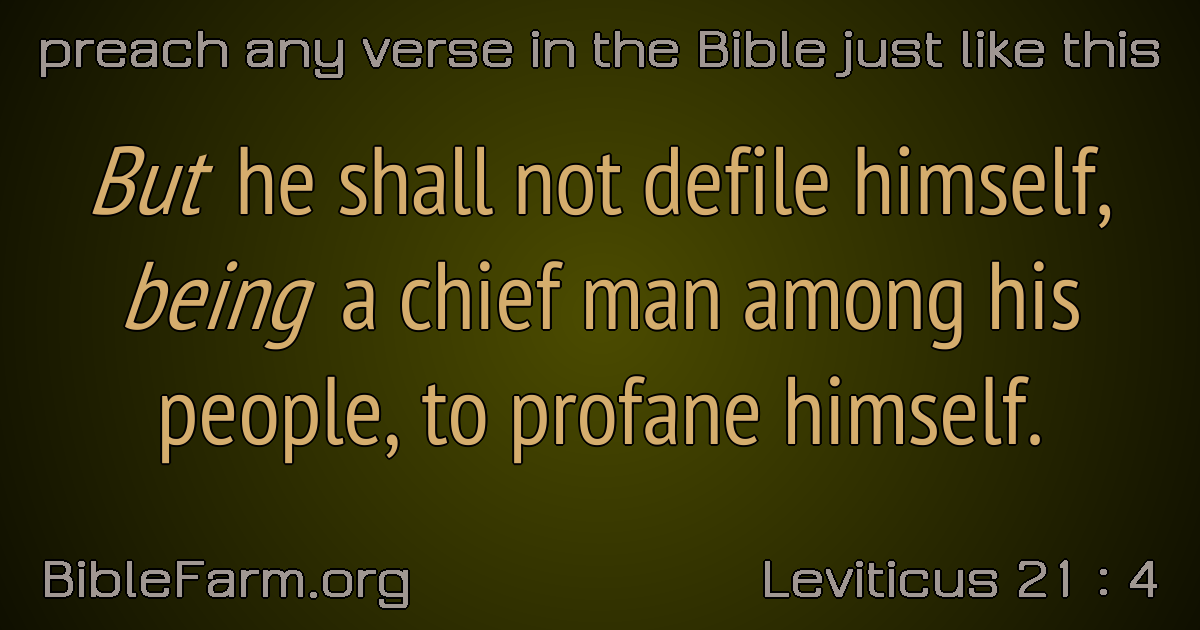 preach any verse in the Bible just like this
But he shall not defile himself,
being a chief man among his
people, to profane himself.
BibleFarm.org
Leviticus 21 : 4